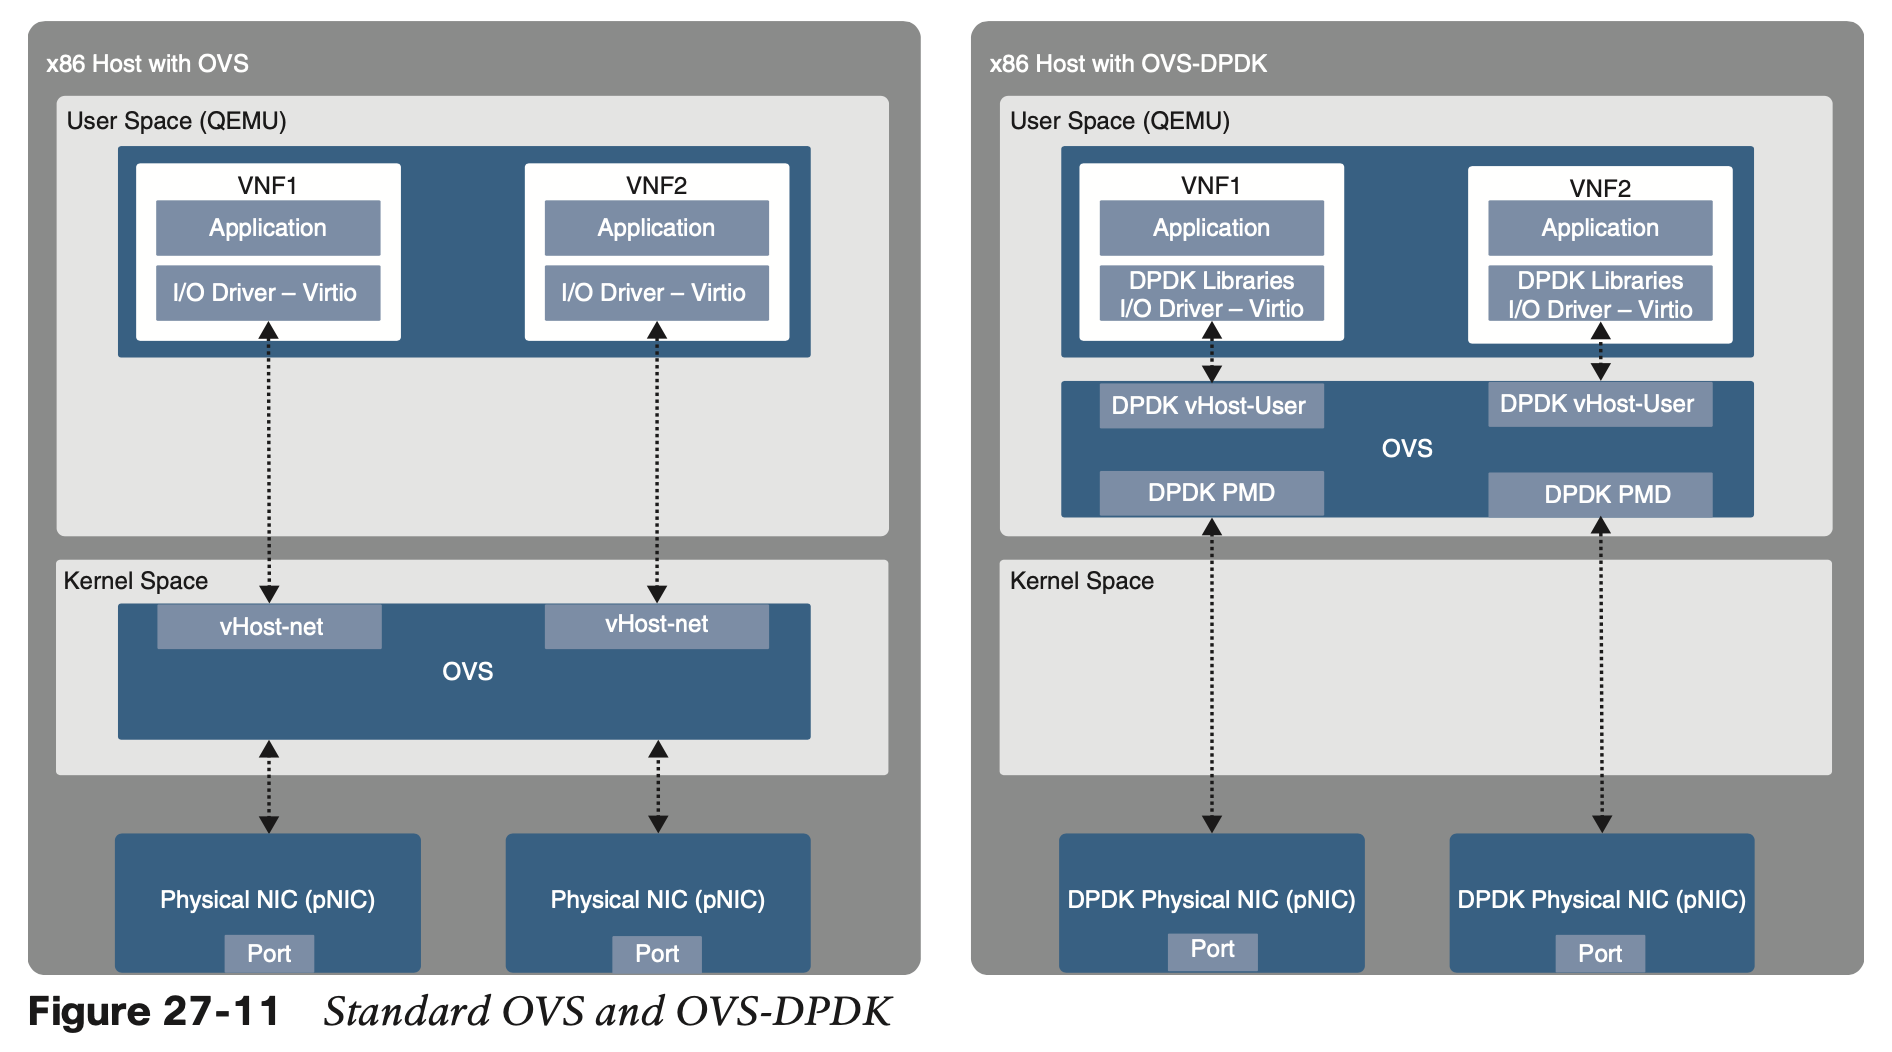 x86 Host with OVS
User Space (QEMU)
VNF1
Application
I/O Driver – Virtio
VNF2
Application
I/O Driver – Virtio
Kernel Space
vHost-net
vHost-net
OVS
Physical NIC (pNIC)
Port
Physical NIC (pNIC)
Port
x86 Host with OVS-DPDK
User Space (QEMU)
VNF1
Application
DPDK Libraries
I/O Driver – Virtio
VNF2
Application
DPDK Libraries
I/O Driver – Virtio
DPDK vHost-User
DPDK vHost-User
OVS
DPDK PMD
DPDK PMD
Kernel Space
DPDK Physical NIC (pNIC)
Port
DPDK Physical NIC (pNIC)
Port
Figure 27-11 Standard OVS and OVS-DPDK